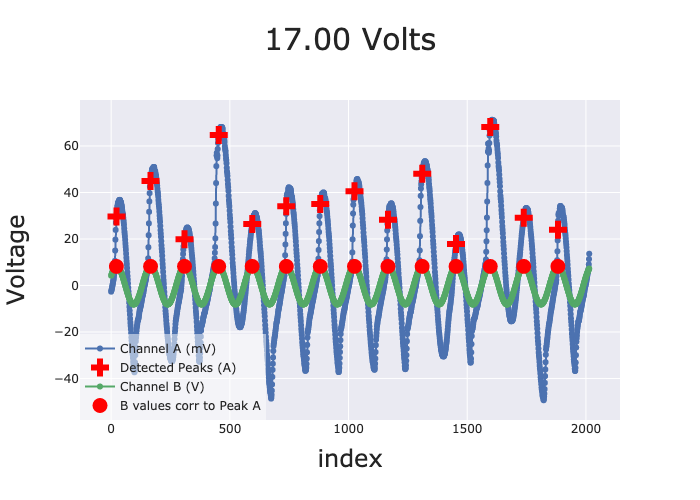 17.00 Volts
Voltage
60
40
20
0
−20
−40
Channel A (mV)
Detected Peaks (A)
Channel B (V)
B values corr to Peak A
0
500
1000
1500
2000
index